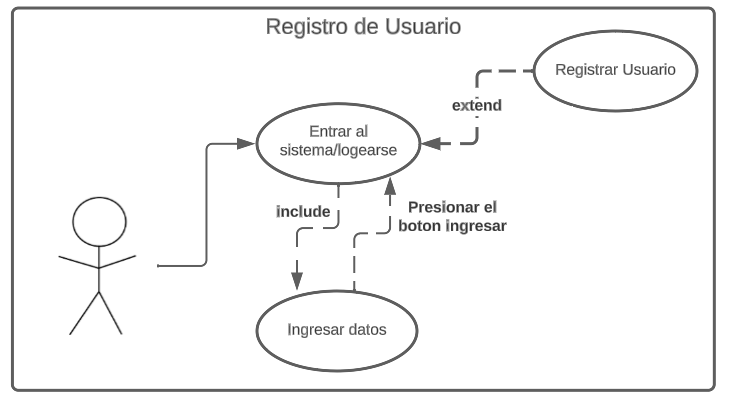 Registro de Usuario
Registrar Usuario
extend
Entrar al
sistema/logearse
include
Presionar el
boton ingresar
Ingresar datos